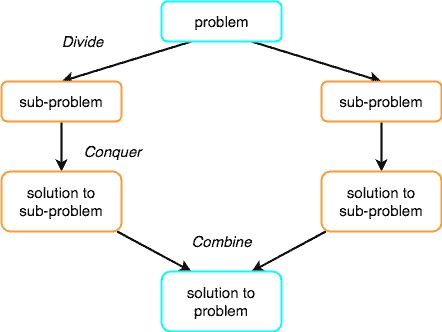 problem
Divide
sub-problem
sub-problem
Conquer
solution to
sub-problem
solution to
sub-problem
Combine
solution to
problem